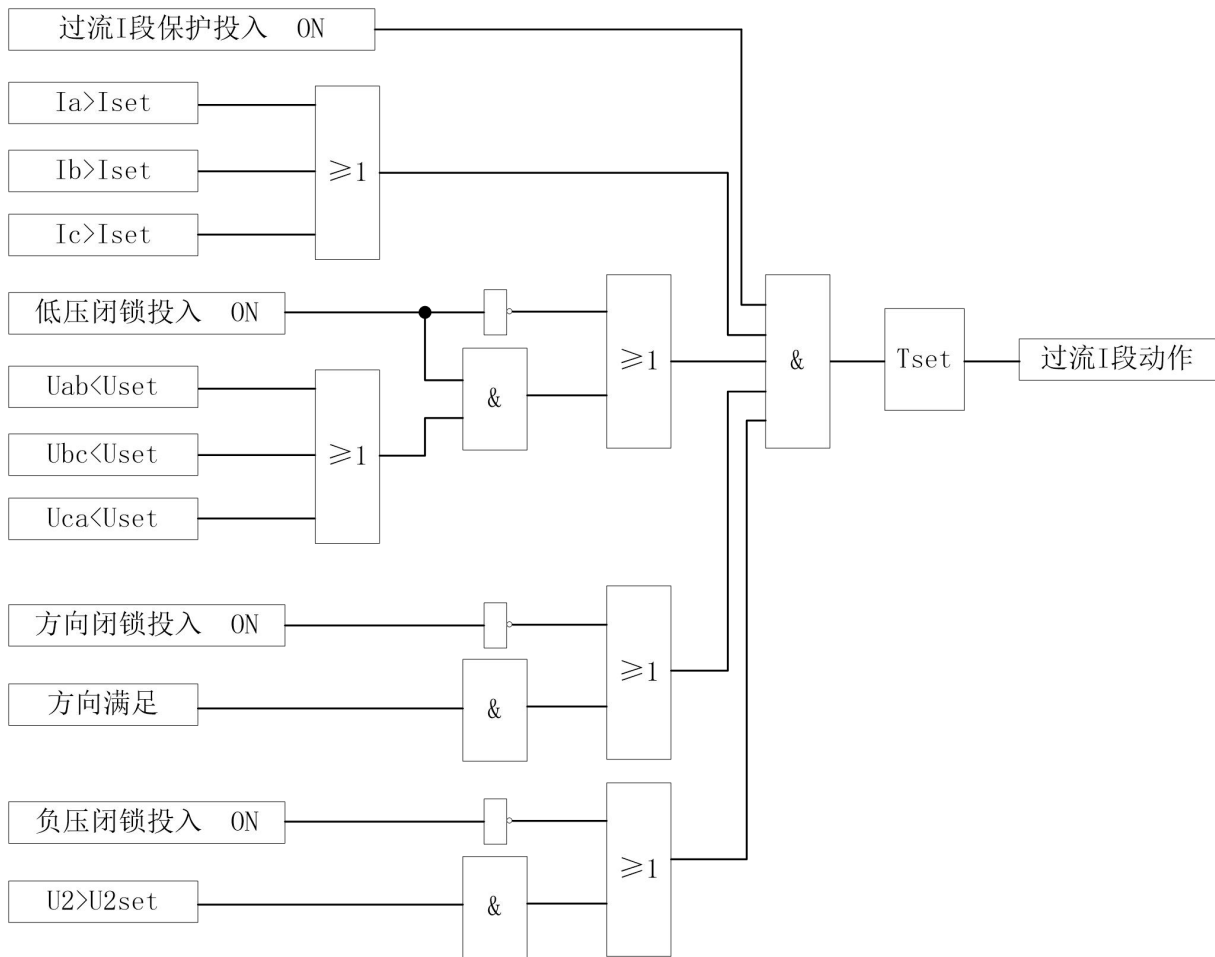 过流I段保护投入 ON
Ia>Iset
Ib>Iset
Ic>Iset
≥1
低压闭锁投入 ON
Uab<Uset
Ubc<Uset
Uca<Uset
≥1
&
≥1
&
Tset
过流I段动作
方向闭锁投入 ON
方向满足
&
≥1
负压闭锁投入 ON
U2>U2set
&
≥1